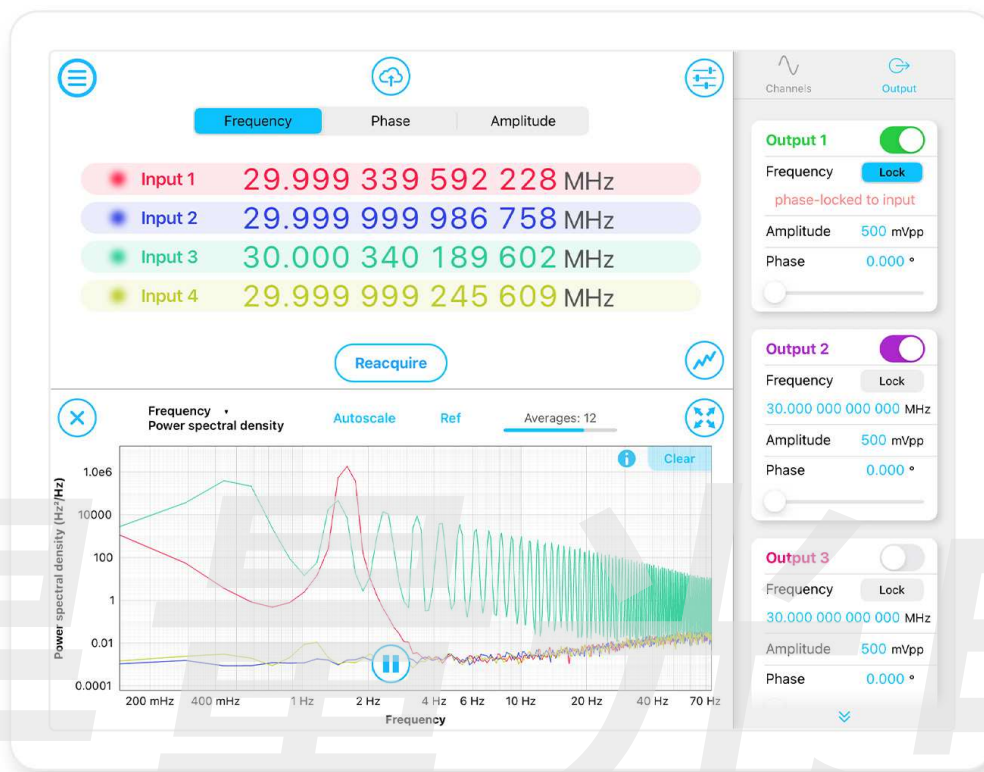 Channels
Output
Frequency
Phase
Amplitude
Input 1 29.999 339 592 228 MHz
Input 2 29.999 999 986 758 MHz
Input 3 30.000 340 189 602 MHz
Input 4 29.999 999 245 609 MHz
Reacquire
Output 1
Frequency Lock
phase-locked to input
Amplitude 500 mVpp
Phase 0.000 °
Output 2
Frequency Lock
30.000 000 000 000 MHz
Amplitude 500 mVpp
Phase 0.000 °
Output 3
Frequency Lock
30.000 000 000 000 MHz
Amplitude 500 mVpp
Phase 0.000 °
Frequency
Power spectral density
Autoscale
Ref
Averages: 12
Clear
Power spectral density (Hz²/Hz)
1.0e6
10000
100
1
0.01
0.0001
200 mHz 400 mHz 1 Hz 2 Hz 4 Hz 6 Hz 10 Hz 20 Hz 40 Hz 70 Hz
Frequency